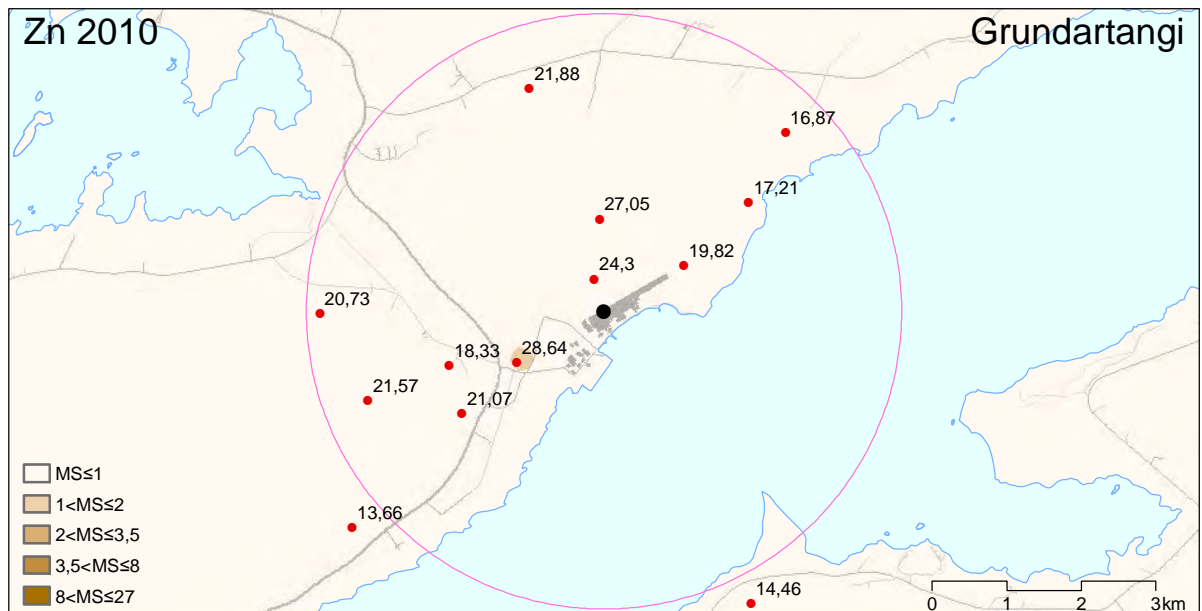 Zn 2010
Grundartangi
21,88
16,87
17,21
27,05
19,82
24,3
20,73
28,64
18,33
21,57
21,07
13,66
14,46
MS≤1
1<MS≤2
2<MS≤3,5
3,5<MS≤8
8<MS≤27
0 1 2 3 km